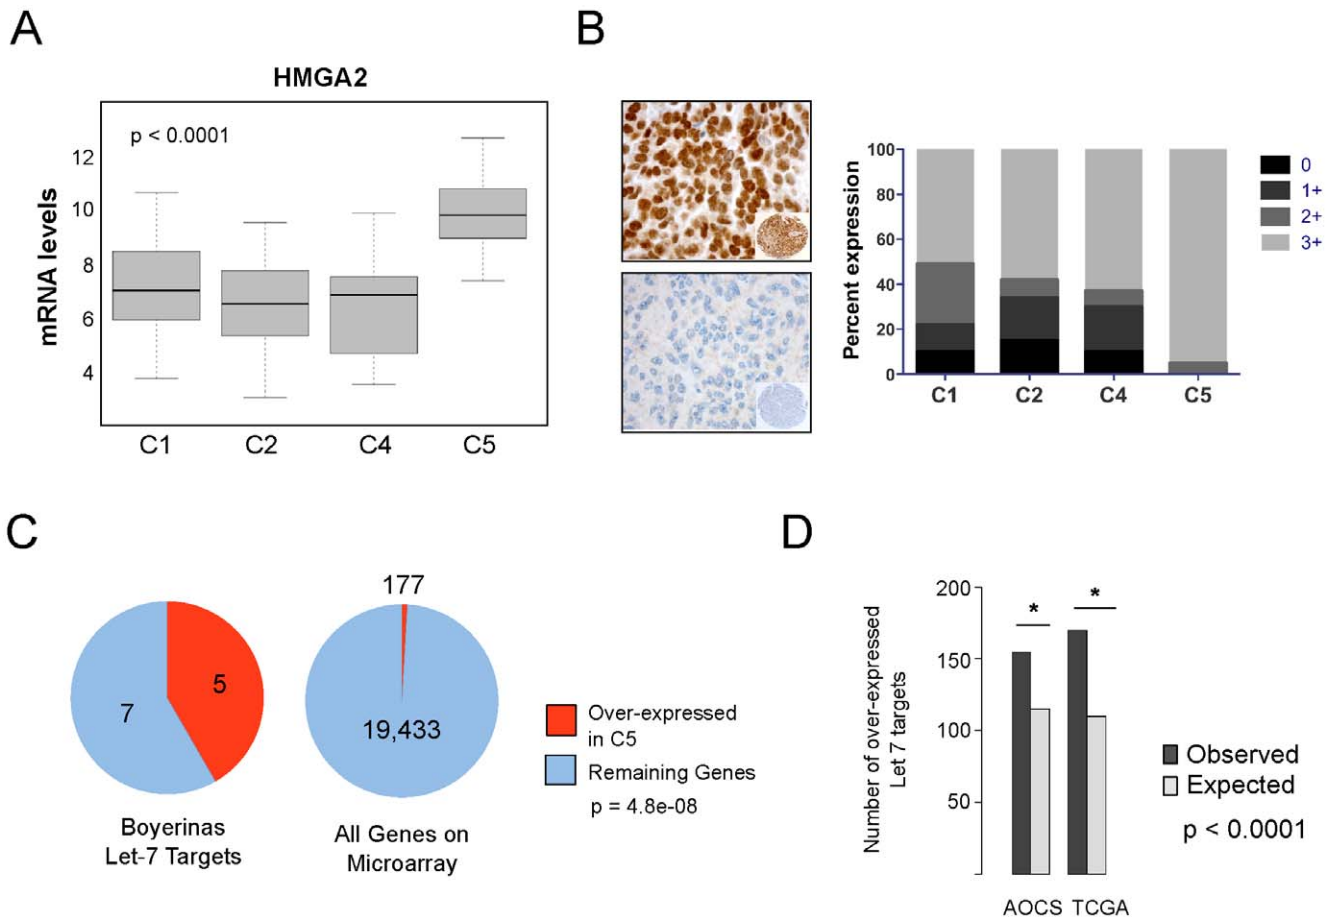 A
HMGA2
p < 0.0001
mRNA levels
12
10
8
6
4
C1
C2
C4
C5
B
Percent expression
100
80
60
40
20
0
C1
C2
C4
C5
0
1+
2+
3+
C
5
7
Boyerinas
Let-7 Targets
177
19,433
All Genes on
Microarray
Over-expressed
in C5
Remaining Genes
p = 4.8e-08
D
Number of over-expressed
Let 7 targets
200
150
100
50
*
*
AOCS
TCGA
Observed
Expected
p < 0.0001